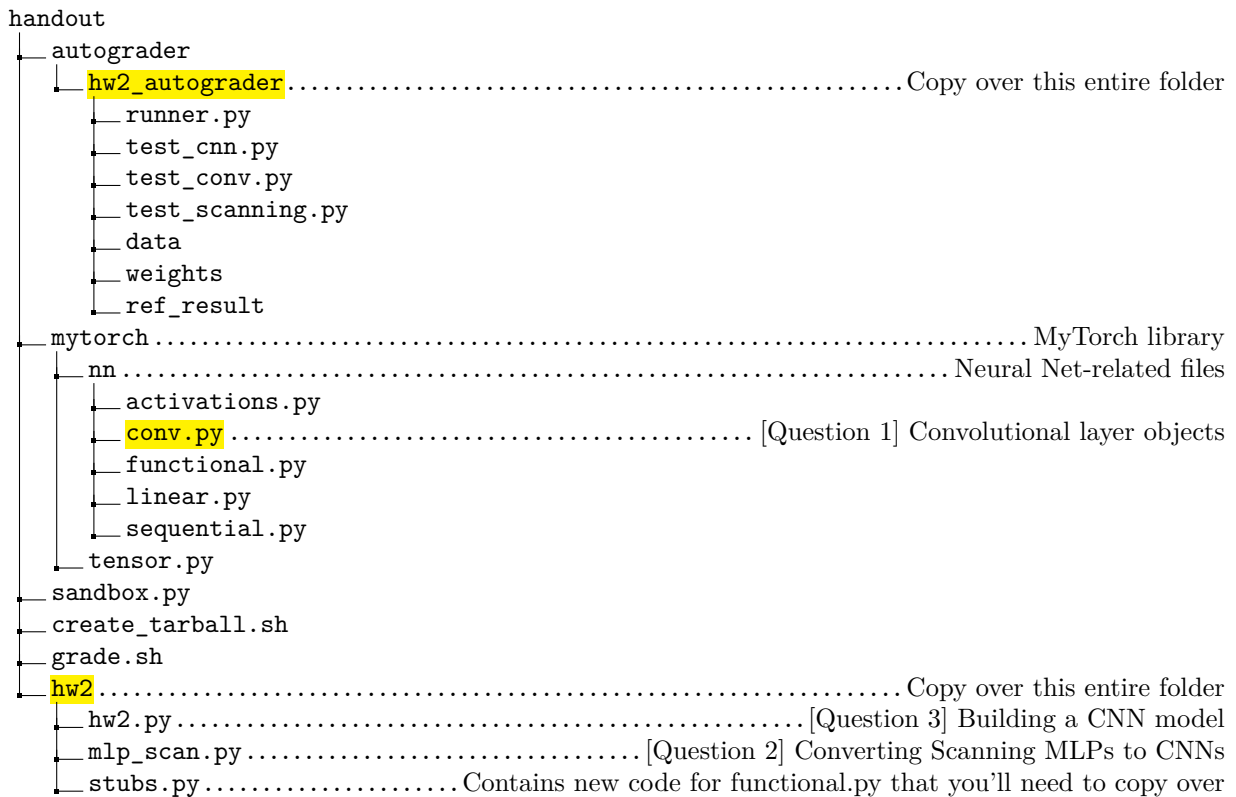 handout
autograder
hw2_autograder Copy over this entire folder
runner.py
test_cnn.py
test_conv.py
test_scanning.py
data
weights
ref_result
mytorch MyTorch library
nn Neural Net-related files
activations.py
conv.py [Question 1] Convolutional layer objects
functional.py
linear.py
sequential.py
tensor.py
sandbox.py
create_tarball.sh
grade.sh
hw2 Copy over this entire folder
hw2.py [Question 3] Building a CNN model
mlp_scan.py [Question 2] Converting Scanning MLPs to CNNs
stubs.py Contains new code for functional.py that you'll need to copy over